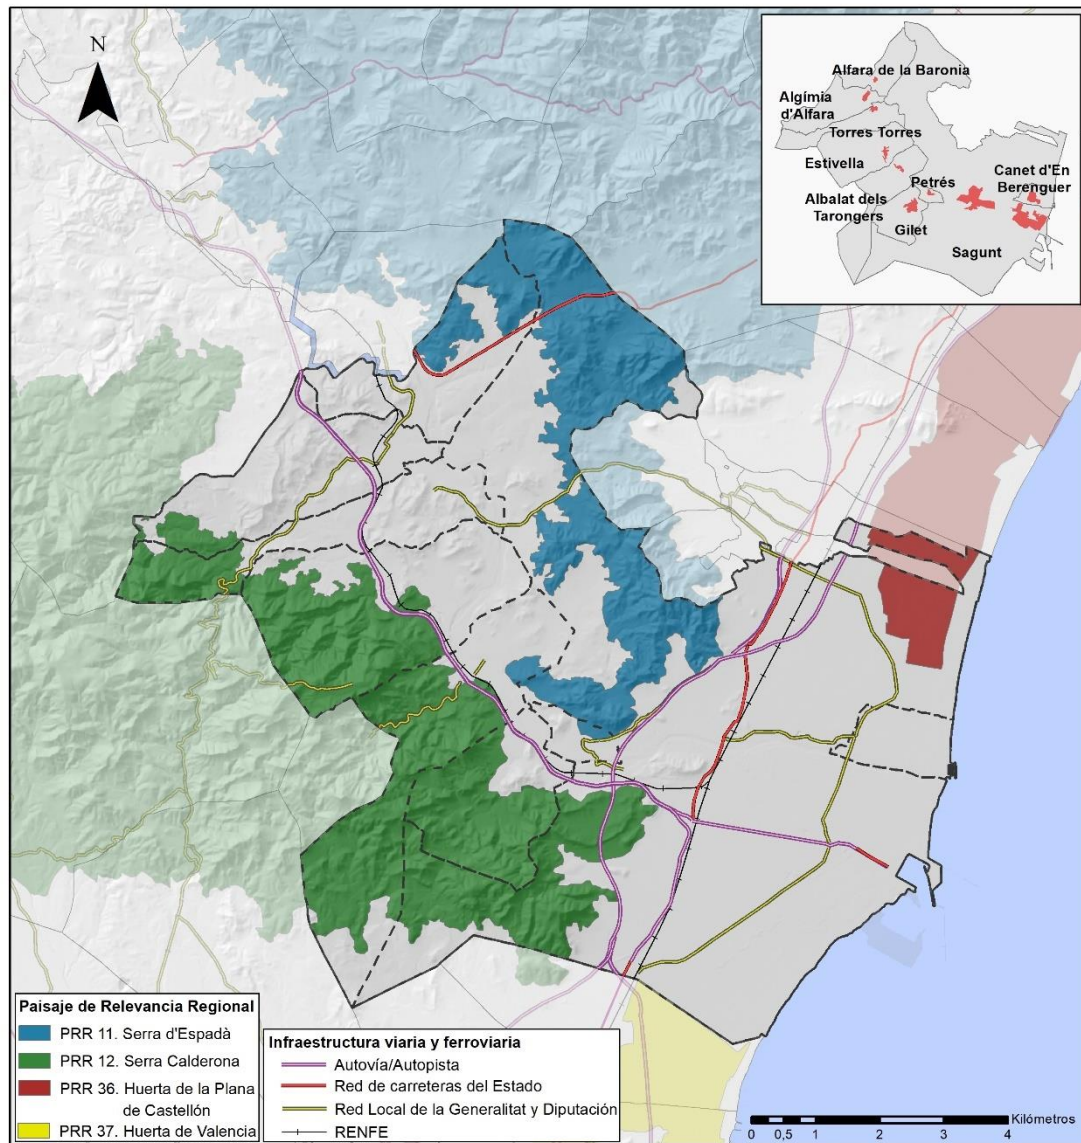 N
Alfara de la Baronia
Algímia
d'Alfara
Torres Torres
Estivella
Petrés
Canet d'En
Berenguer
Albalat dels
Tarongers
Gilet
Sagunt
Paisaje de Relevancia Regional
PRR 11. Serra d'Espadà
PRR 12. Serra Calderona
PRR 36. Huerta de la Plana
de Castellón
PRR 37. Huerta de Valencia
Infraestructura viaria y ferroviaria
Autovía/Autopista
Red de carreteras del Estado
Red Local de la Generalitat y Diputación
RENFE
Kilómetros
0 0,5 1 2 3 4